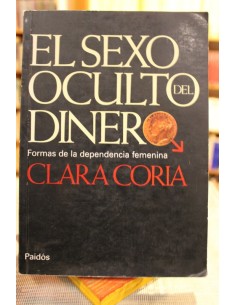 EL SEXO
OCULTO DEL
DINERO
Formas de la dependencia femenina
CLARA CORIA
Paidós